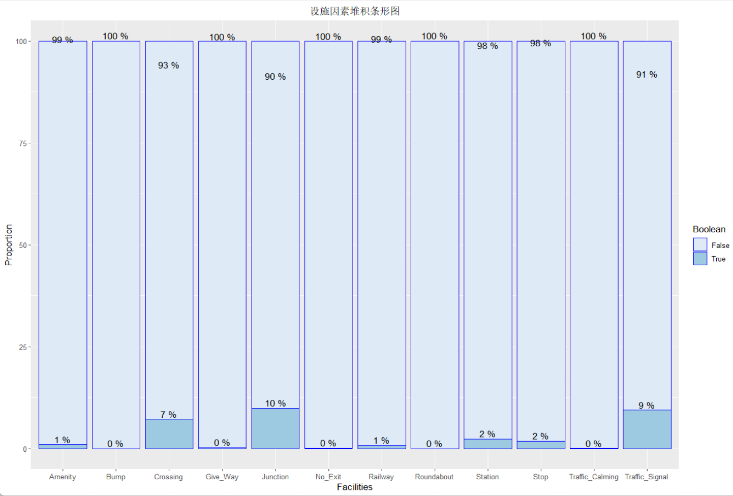 设施因素堆积条形图
100
75
50
25
0
Proportion
99 %
100 %
93 %
100 %
90 %
100 %
99 %
100 %
98 %
98 %
100 %
91 %
1 %
0 %
7 %
0 %
10 %
0 %
1 %
0 %
2 %
2 %
0 %
9 %
Amenity
Bump
Crossing
Give_Way
Junction
No_Exit
Railway
Roundabout
Station
Stop
Traffic_Calming
Traffic_Signal
Facilities
Boolean
False
True